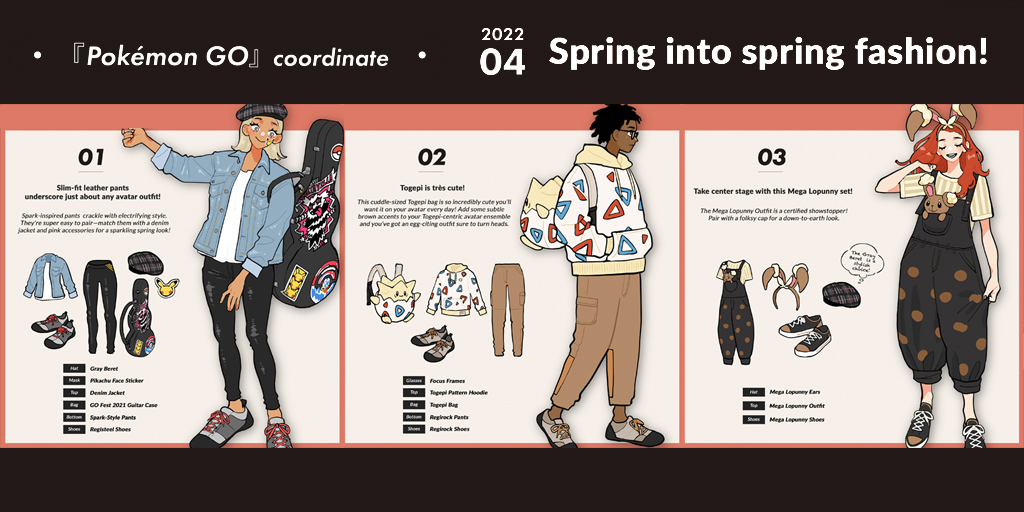 • 『Pokémon GO』 coordinate •
2022
04
Spring into spring fashion!
01
Slim-fit leather pants
underscore just about any avatar outfit!
Spark-inspired pants crackle with electrifying style.
They're super easy to pair—match them with a denim
jacket and pink accessories for a sparkling spring look!
Hat Gray Beret
Mask Pikachu Face Sticker
Top Denim Jacket
Bag GO Fest 2021 Guitar Case
Bottom Spark-Style Pants
Shoes Registeel Shoes
02
Togepi is très cute!
This cuddle-sized Togepi bag is so incredibly cute you'll
want it on your avatar every day! Add some subtle
brown accents to your Togepi-centric avatar ensemble
and you've got an egg-citing outfit sure to turn heads.
Glasses Focus Frames
Top Togepi Pattern Hoodie
Bag Togepi Bag
Bottom Regirock Pants
Shoes Regirock Shoes
03
Take center stage with this Mega Lopunny set!
The Mega Lopunny Outfit is a certified showstopper!
Pair with a folksy cap for a down-to-earth look.
The Gray
Beret is a
stylish
choice!
Hat Mega Lopunny Ears
Top Mega Lopunny Outfit
Shoes Mega Lopunny Shoes